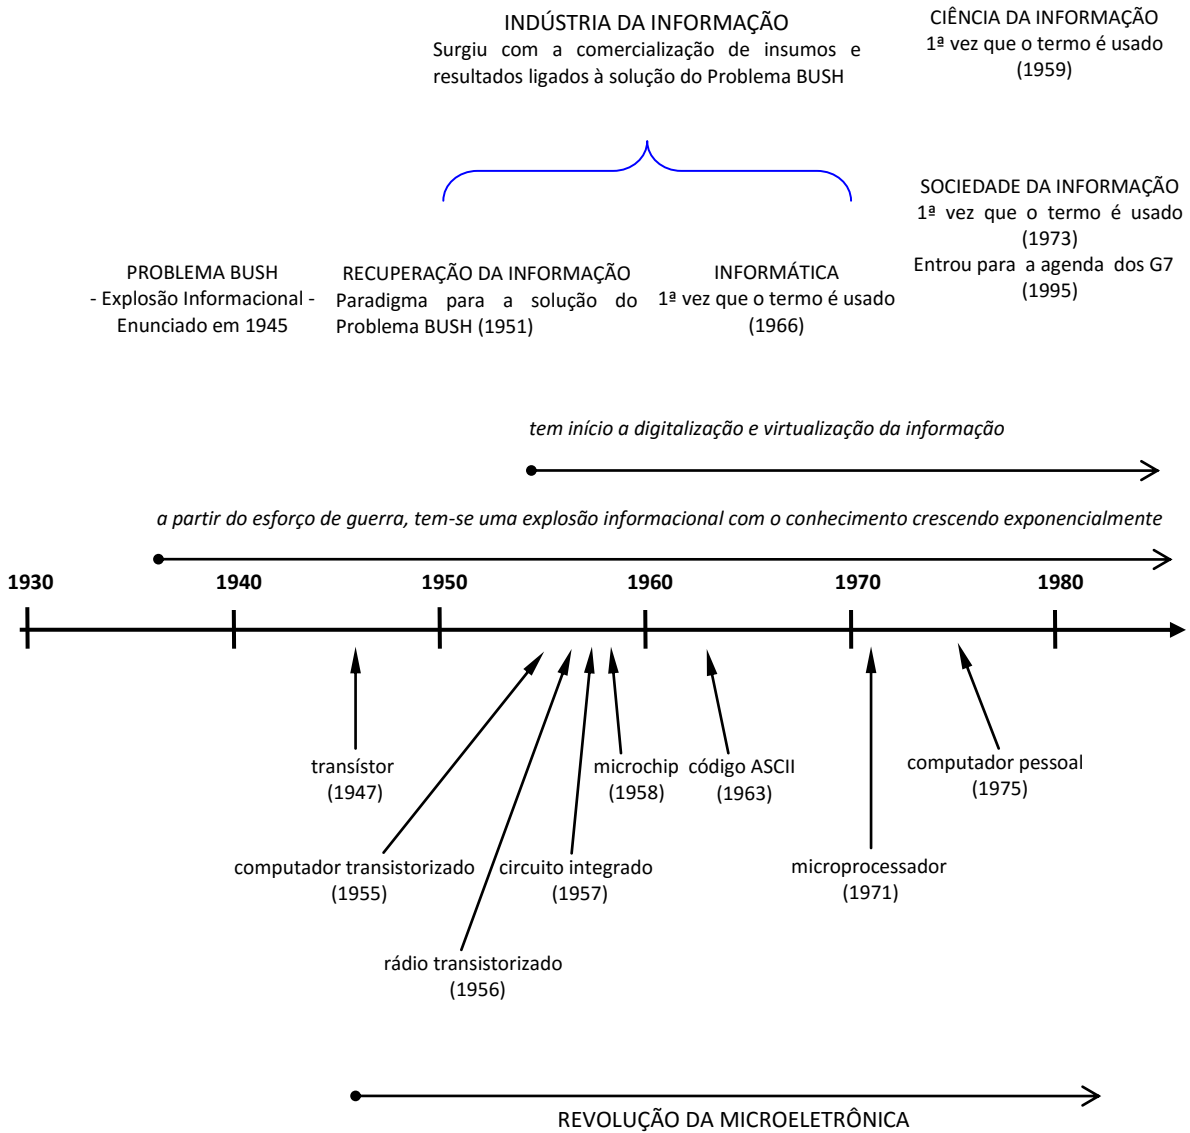 INDÚSTRIA DA INFORMAÇÃO
Surgiu com a comercialização de insumos e
resultados ligados à solução do Problema BUSH
CIÊNCIA DA INFORMAÇÃO
1ª vez que o termo é usado
(1959)
SOCIEDADE DA INFORMAÇÃO
1ª vez que o termo é usado
(1973)
Entrou para a agenda dos G7
(1995)
PROBLEMA BUSH
- Explosão Informacional -
Enunciado em 1945
RECUPERAÇÃO DA INFORMAÇÃO
Paradigma para a solução do
Problema BUSH (1951)
INFORMÁTICA
1ª vez que o termo é usado
(1966)
tem início a digitalização e virtualização da informação
a partir do esforço de guerra, tem-se uma explosão informacional com o conhecimento crescendo exponencialmente
1930 1940 1950 1960 1970 1980
transístor
(1947)
microchip
(1958)
código ASCII
(1963)
computador pessoal
(1975)
computador transistorizado
(1955)
circuito integrado
(1957)
microprocessador
(1971)
rádio transistorizado
(1956)
REVOLUÇÃO DA MICROELETRÔNICA